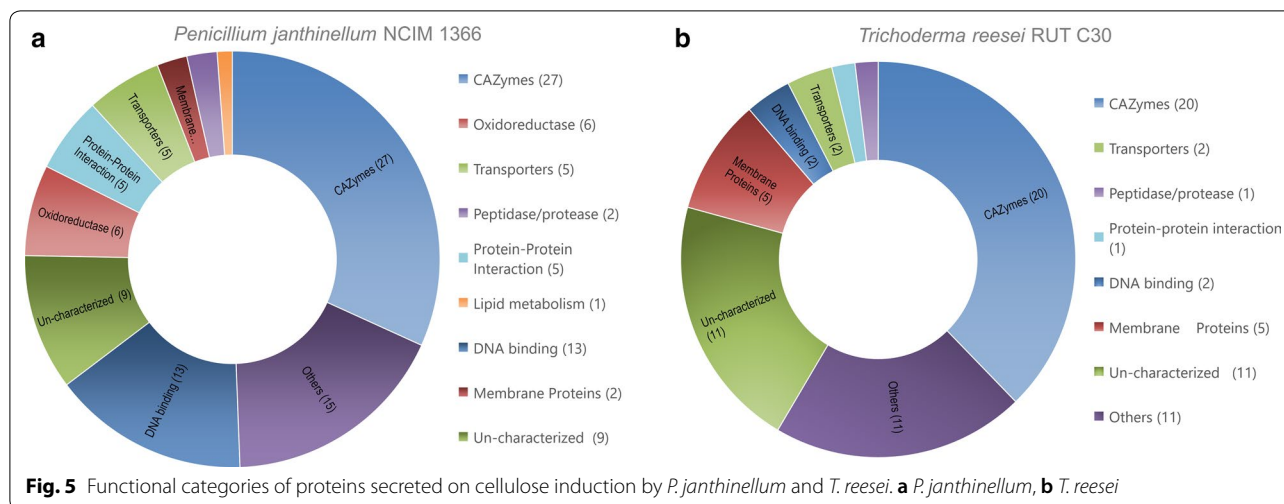 a
Penicillium janthinellum NCIM 1366
CAZymes (27)
Others (15)
DNA binding (13)
Un-characterized (9)
Oxidoreductase (6)
Protein-Protein
Interaction (5)
Transporters (5)
Membrane...
CAZymes (27)
Oxidoreductase (6)
Transporters (5)
Peptidase/protease (2)
Protein-Protein
Interaction (5)
Lipid metabolism (1)
DNA binding (13)
Membrane Proteins (2)
Un-characterized (9)
b
Trichoderma reesei RUT C30
CAZymes (20)
Others (11)
Un-characterized
(11)
Membrane
Proteins (5)
DNA binding (2)
Transporters (2)
CAZymes (20)
Transporters (2)
Peptidase/protease (1)
Protein-protein interaction
(1)
DNA binding (2)
Membrane Proteins (5)
Un-characterized (11)
Others (11)
Fig. 5 Functional categories of proteins secreted on cellulose induction by P. janthinellum and T. reesei. a P. janthinellum, b T. reesei